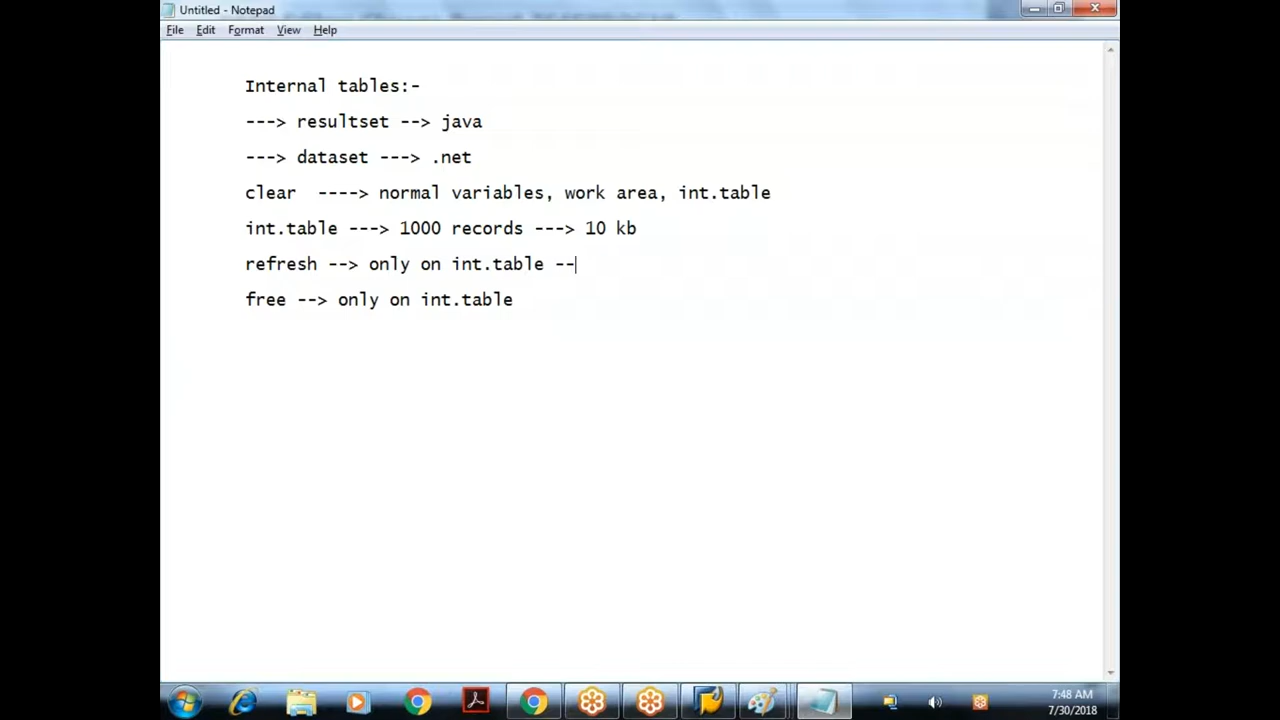 Untitled - Notepad
File Edit Format View Help
Internal tables:-
---> resultset --> java
---> dataset ---> .net
clear  ----> normal variables, work area, int.table
int.table ---> 1000 records ---> 10 kb
refresh --> only on int.table --
free --> only on int.table
7:48 AM
7/30/2018